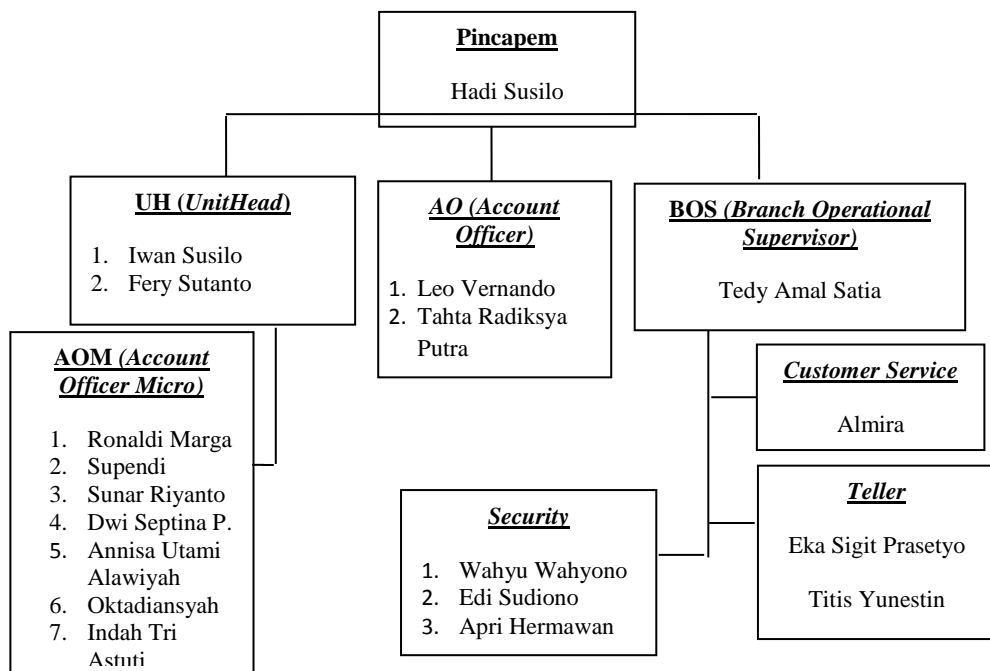 Pincapem
Hadi Susilo
UH (UnitHead)
1. Iwan Susilo
2. Fery Sutanto
AO (Account
Officer)
1. Leo Vernando
2. Tahta Radiksya
Putra
BOS (Branch Operational
Supervisor)
Tedy Amal Satia
AOM (Account
Officer Micro)
1. Ronaldi Marga
2. Supendi
3. Sunar Riyanto
4. Dwi Septina P.
5. Annisa Utami
Alawiyah
6. Oktadiansyah
7. Indah Tri
Astuti
Customer Service
Almira
Security
1. Wahyu Wahyono
2. Edi Sudiono
3. Apri Hermawan
Teller
Eka Sigit Prasetyo
Titis Yunestin